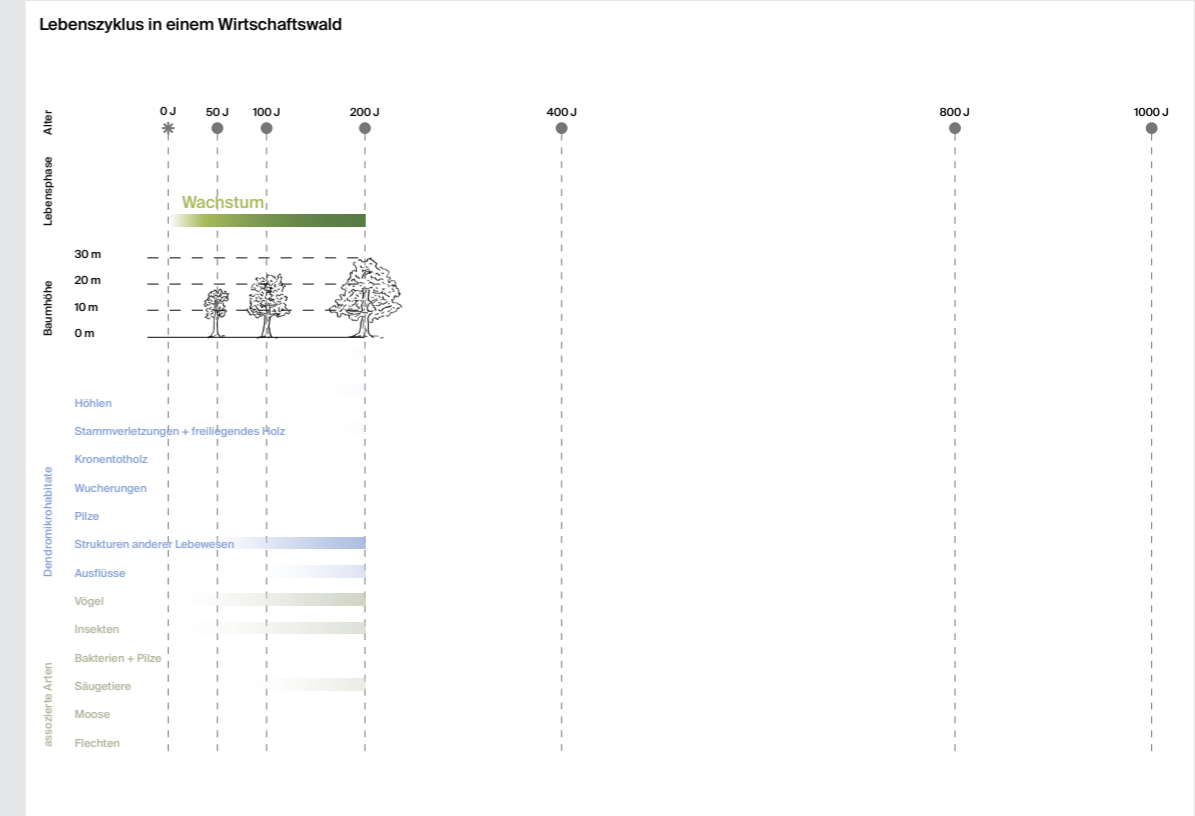 Lebenszyklus in einem Wirtschaftswald
Alter
0 J 50 J 100 J 200 J 400 J 800 J 1000 J
Lebensphase
Wachstum
Baumhöhe
30 m
20 m
10 m
0 m
Dendromikrohabitate
Höhlen
Stammverletzungen + freiliegendes Holz
Kronentotholz
Wucherungen
Pilze
Strukturen anderer Lebewesen
Ausflüsse
assozierte Arten
Vögel
Insekten
Bakterien + Pilze
Säugetiere
Moose
Flechten